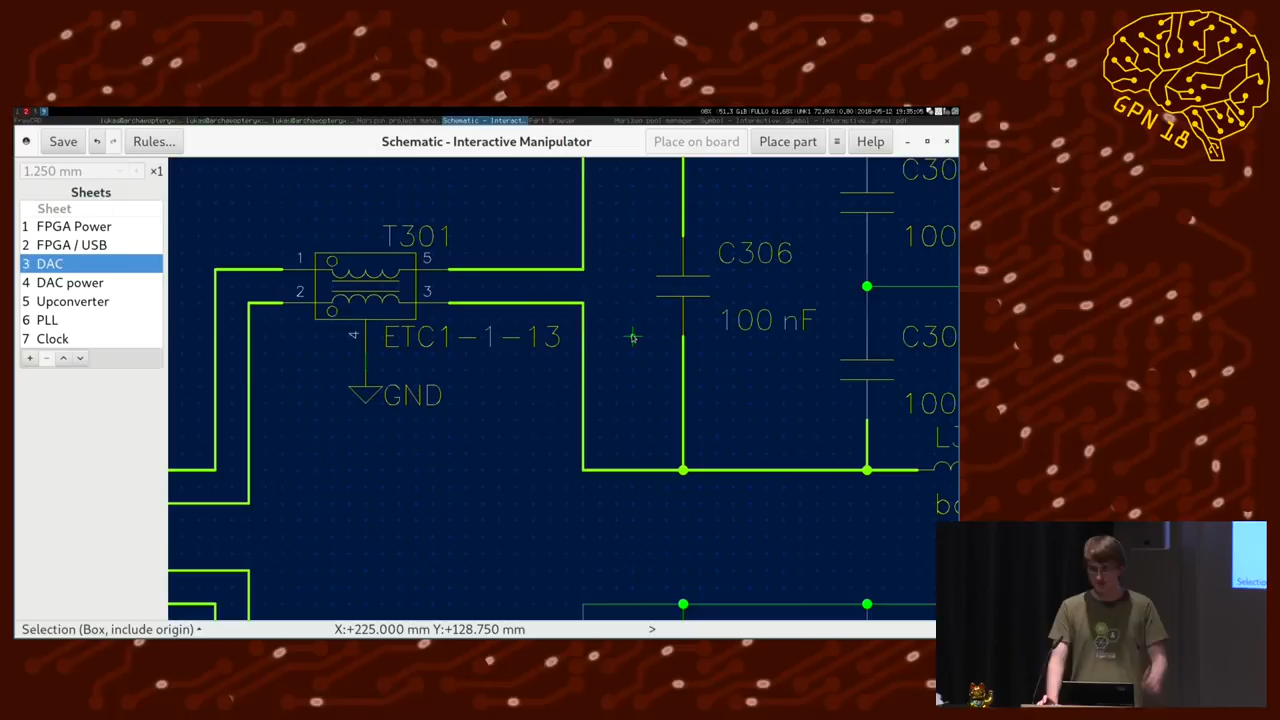 GPN 18
Save
Rules...
Schematic - Interactive Manipulator
Place on board
Place part
Help
1.250 mm
×1
Sheets
Sheet
1 FPGA Power
2 FPGA / USB
3 DAC
4 DAC power
5 Upconverter
6 PLL
7 Clock
T301
1
5
2
3
4
ETC1-1-13
GND
C306
100 nF
C30
100
C30
100
Selection (Box, include origin)
X:+225.000 mm Y:+128.750 mm
>
Selection